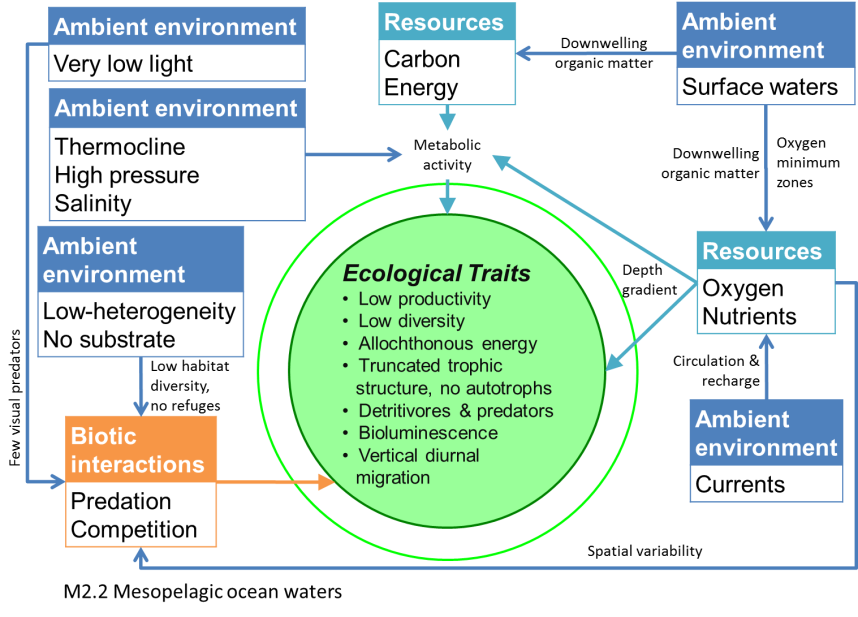 Ambient environment
Very low light
Resources
Carbon
Energy
Downwelling
organic matter
Ambient
environment
Surface waters
Ambient environment
Thermocline
High pressure
Salinity
Metabolic
activity
Downwelling
organic matter
Oxygen
minimum
zones
Ambient
environment
Low-heterogeneity
No substrate
Ecological Traits
• Low productivity
• Low diversity
• Allochthonous energy
• Truncated trophic
structure, no autotrophs
• Detritivores & predators
• Bioluminescence
• Vertical diurnal
migration
Depth
gradient
Resources
Oxygen
Nutrients
Few visual predators
Low habitat
diversity,
no refuges
Circulation &
recharge
Biotic
interactions
Predation
Competition
Ambient
environment
Currents
Spatial variability
M2.2 Mesopelagic ocean waters